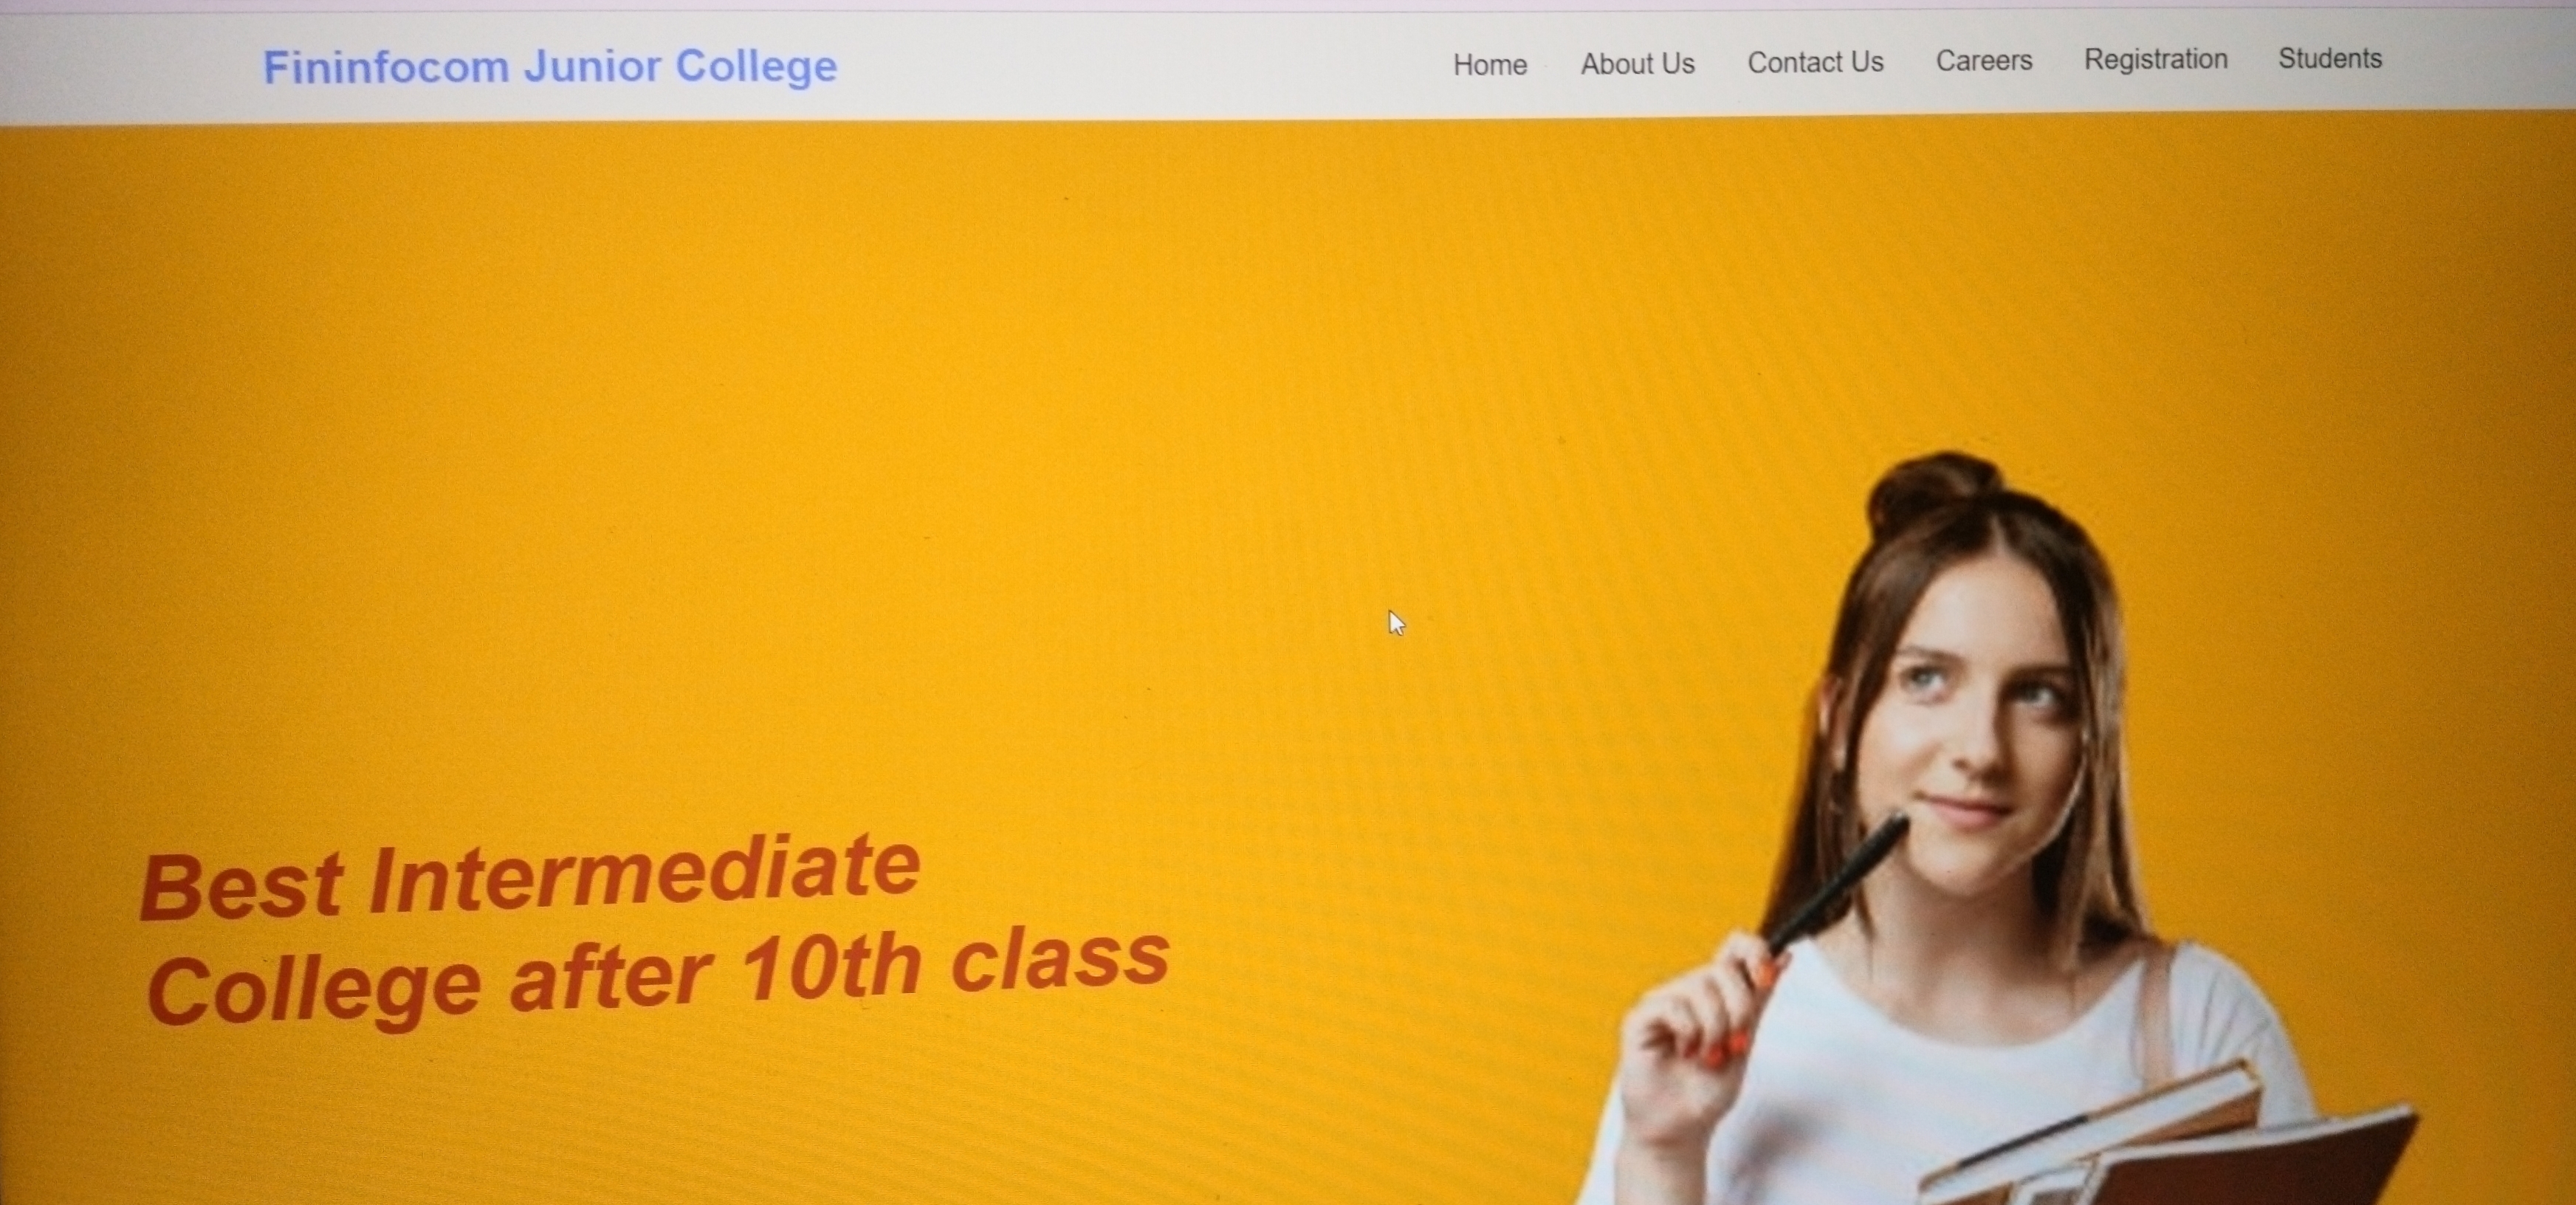 Fininfocom Junior College
Home About Us Contact Us Careers Registration Students
Best Intermediate
College after 10th class